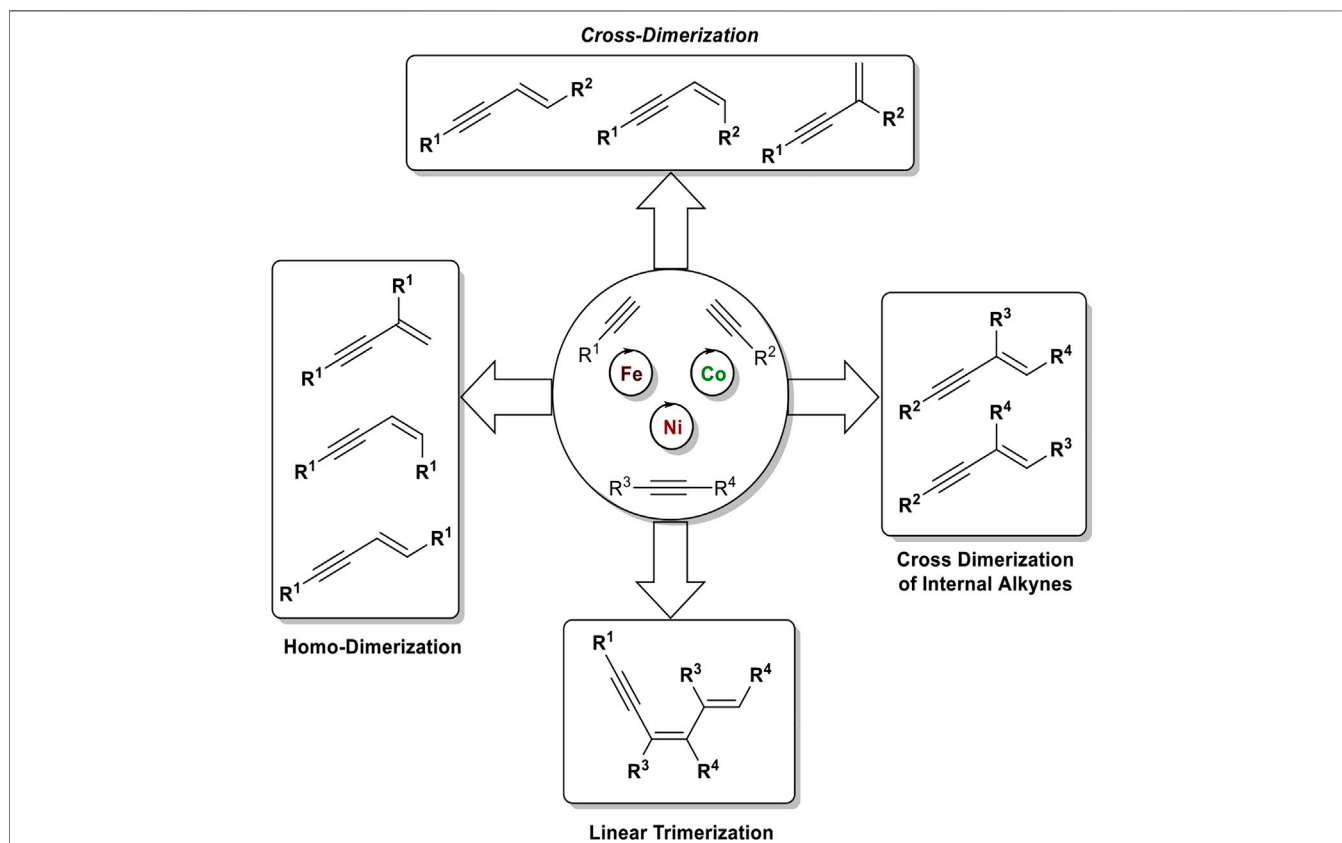 Cross-Dimerization
R¹ R² R¹ R² R¹ R²
R¹
R¹
R¹
R¹
R¹
R¹
Homo-Dimerization
R¹ R²
Fe Co
Ni
R³ R⁴
R³
R⁴
R²
R⁴
R³
R²
Cross Dimerization
of Internal Alkynes
R¹
R³ R⁴
R³ R⁴
Linear Trimerization